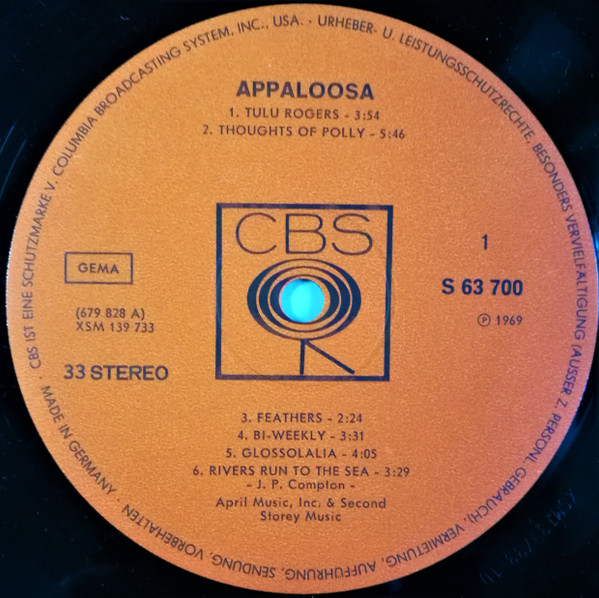 APPALOOSA
1. TULU ROGERS - 3:54
2. THOUGHTS OF POLLY - 5:46
CBS
GEMA
(679 828 A)
XSM 139 733
33 STEREO
1
S 63 700
Ⓟ 1969
3. FEATHERS - 2:24
4. BI-WEEKLY - 3:31
5. GLOSSOLALIA - 4:05
6. RIVERS RUN TO THE SEA - 3:29
- J. P. Compton -
April Music, Inc. & Second
Storey Music
· CBS IST EINE SCHUTZMARKE V. COLUMBIA BROADCASTING SYSTEM, INC., USA. · URHEBER- U. LEISTUNGSSCHUTZRECHTE, BESONDERS VERVIELFÄLTIGUNG (AUSSER Z. PERSÖNL. GEBRAUCH), VERMIETUNG, AUFFÜHRUNG, SENDUNG, VORBEHALTEN · MADE IN GERMANY